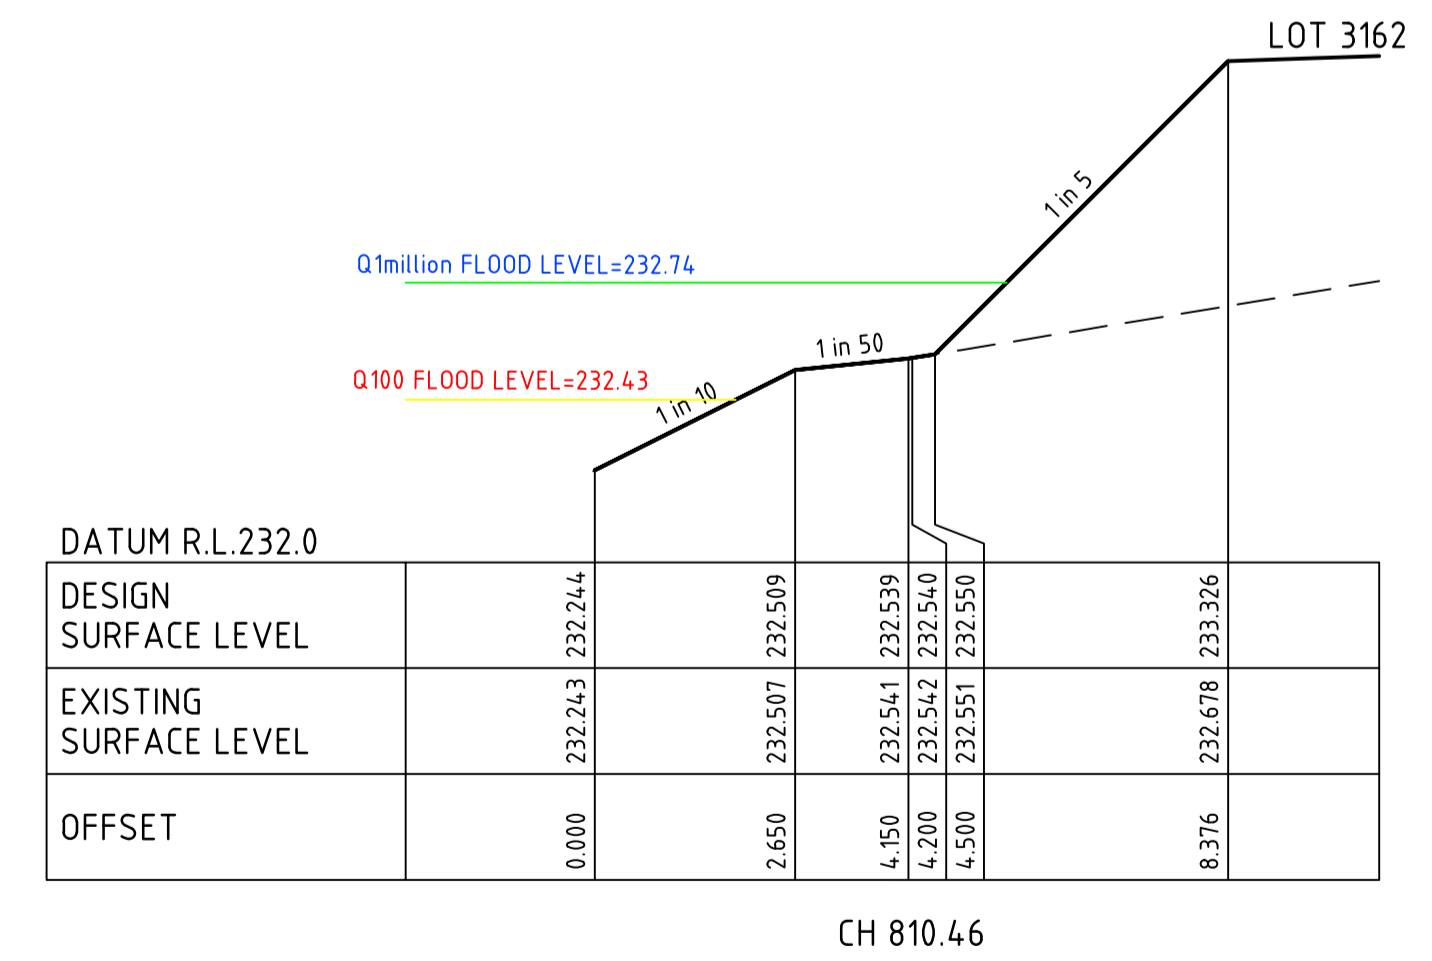 LOT 3162
1 in 5
Q1million FLOOD LEVEL=232.74
1 in 50
Q100 FLOOD LEVEL=232.43
1 in 10
DATUM R.L.232.0
DESIGN
SURFACE LEVEL
232.244
232.509
232.539
232.540
232.550
233.326
EXISTING
SURFACE LEVEL
232.243
232.507
232.541
232.542
232.551
232.678
OFFSET
0.000
2.650
4.150
4.200
4.500
8.376
CH 810.46